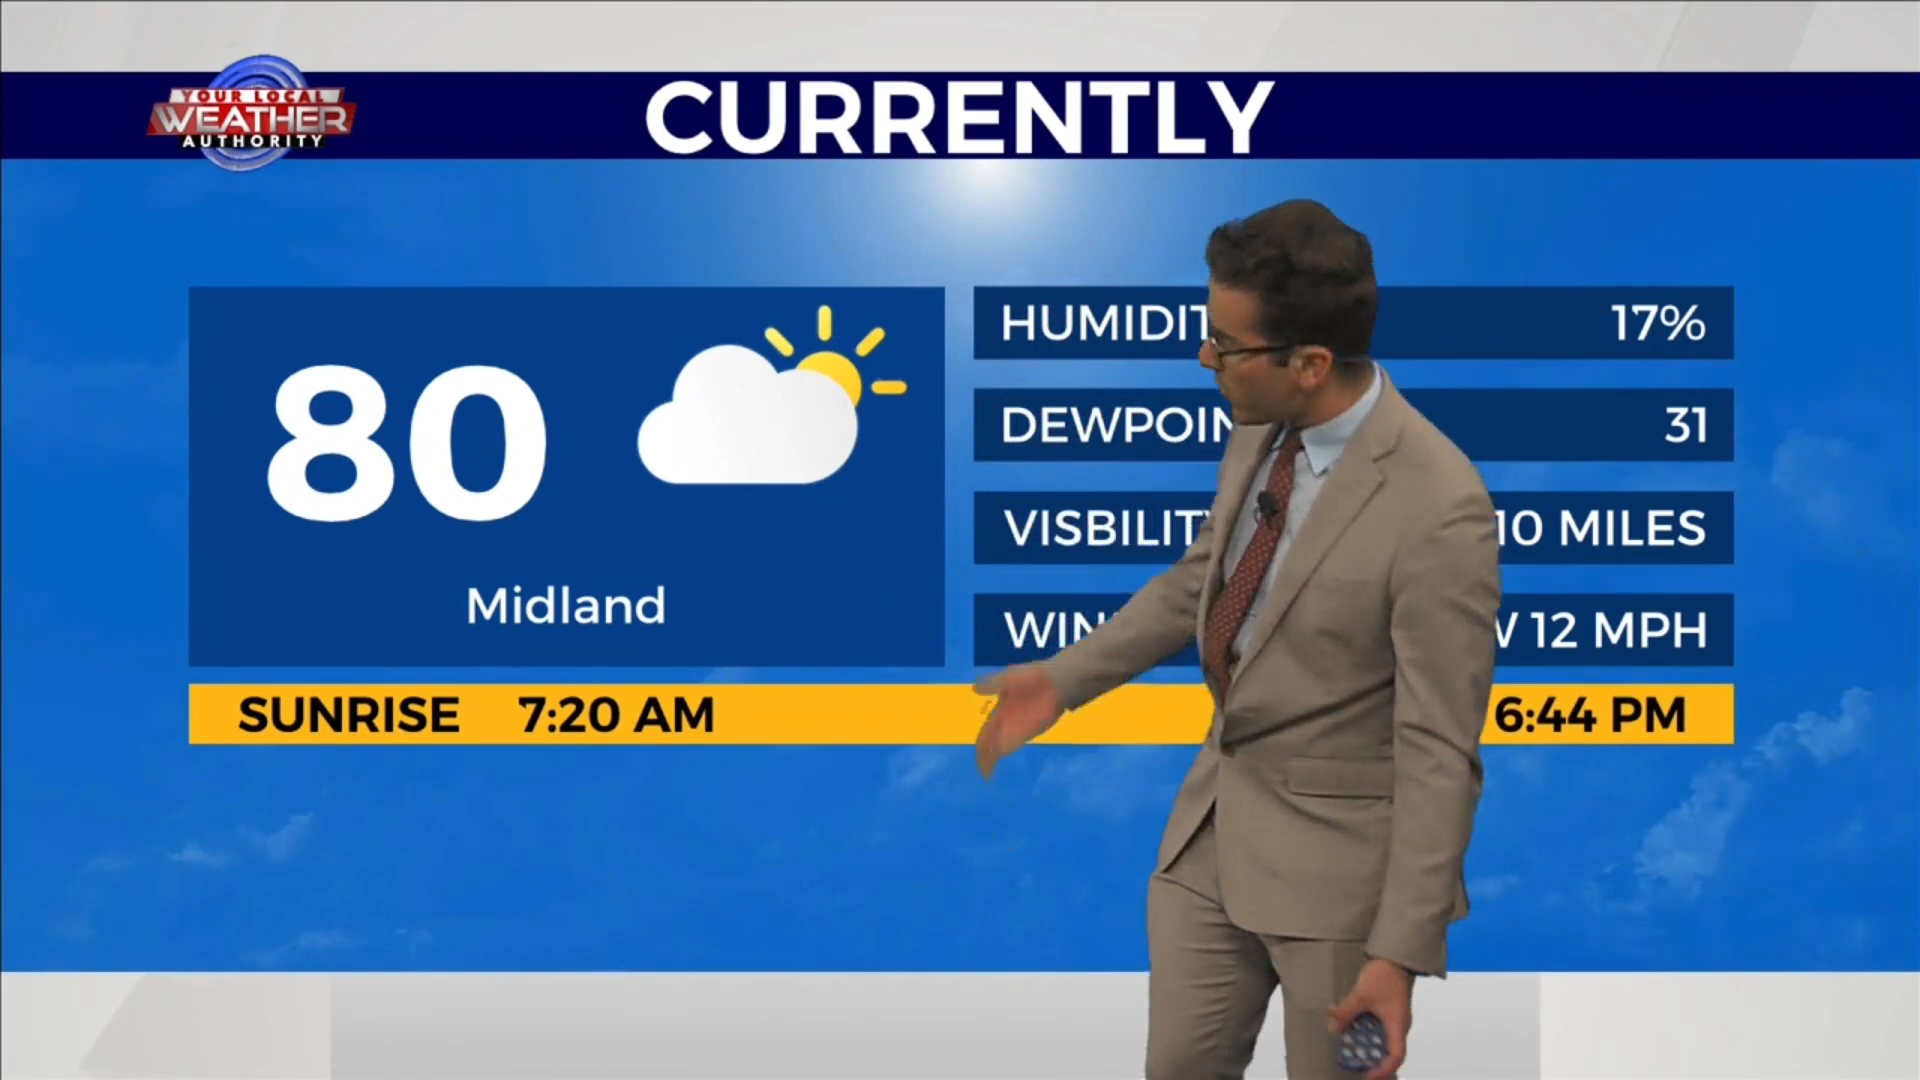 YOUR LOCAL
WEATHER
AUTHORITY
CURRENTLY
80
Midland
HUMIDIT 17%
DEWPOIN 31
VISBILIT 10 MILES
WIN 12 MPH
SUNRISE 7:20 AM 6:44 PM